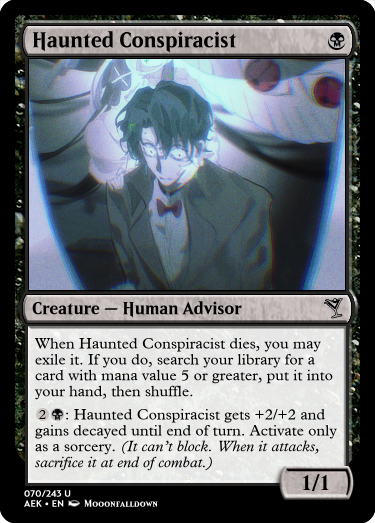 Haunted Conspiracist
Creature — Human Advisor
When Haunted Conspiracist dies, you may
exile it. If you do, search your library for a
card with mana value 5 or greater, put it into
your hand, then shuffle.
2 : Haunted Conspiracist gets +2/+2 and
gains decayed until end of turn. Activate only
as a sorcery. (It can't block. When it attacks,
sacrifice it at end of combat.)
1/1
070/243 U
AEK • EN Mooonfalldown